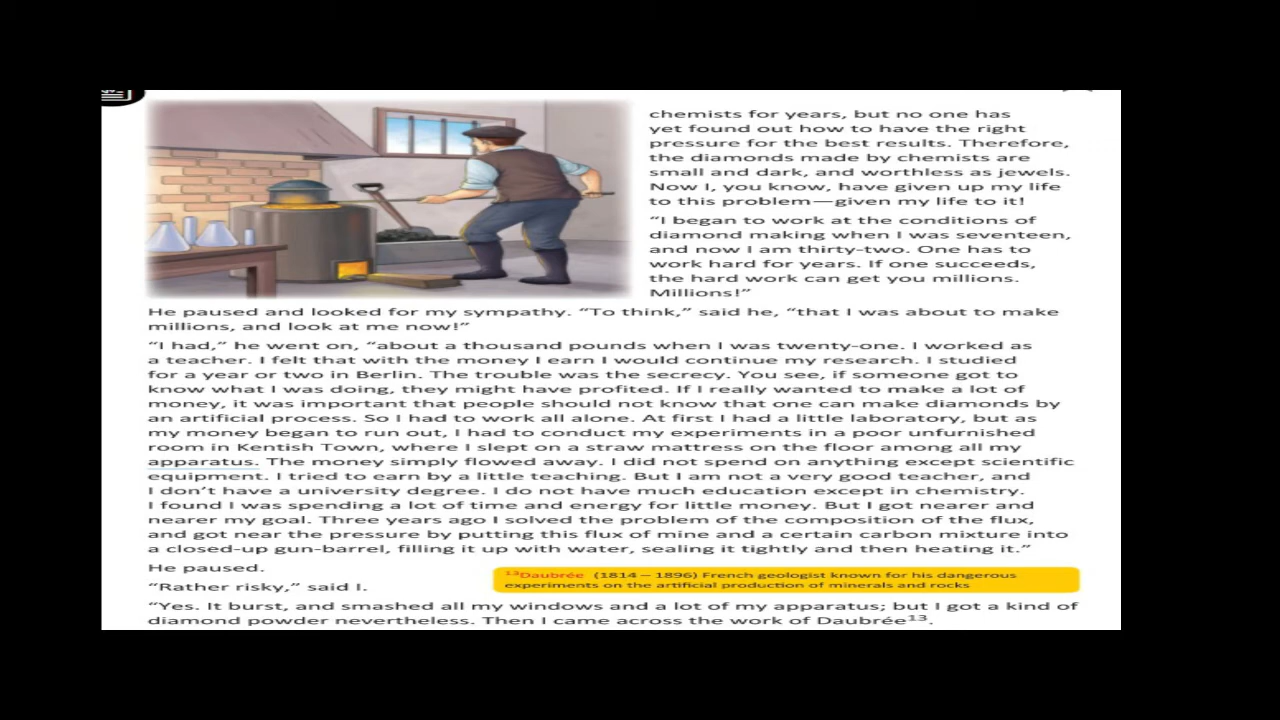 chemists for years, but no one has
yet found out how to have the right
pressure for the best results. Therefore,
the diamonds made by chemists are
small and dark, and worthless as jewels.
Now I, you know, have given up my life
to this problem—given my life to it!
“I began to work at the conditions of
diamond making when I was seventeen,
and now I am thirty-two. One has to
work hard for years. If one succeeds,
the hard work can get you millions.
Millions!”
He paused and looked for my sympathy. “To think,” said he, “that I was about to make
millions, and look at me now!”
“I had,” he went on, “about a thousand pounds when I was twenty-one. I worked as
a teacher. I felt that with the money I earn I would continue my research. I studied
for a year or two in Berlin. The trouble was the secrecy. You see, if someone got to
know what I was doing, they might have profited. If I really wanted to make a lot of
money, it was important that people should not know that one can make diamonds by
an artificial process. So I had to work all alone. At first I had a little laboratory, but as
my money began to run out, I had to conduct my experiments in a poor unfurnished
room in Kentish Town, where I slept on a straw mattress on the floor among all my
apparatus. The money simply flowed away. I did not spend on anything except scientific
equipment. I tried to earn by a little teaching. But I am not a very good teacher, and
I don’t have a university degree. I do not have much education except in chemistry.
I found I was spending a lot of time and energy for little money. But I got nearer and
nearer my goal. Three years ago I solved the problem of the composition of the flux,
and got near the pressure by putting this flux of mine and a certain carbon mixture into
a closed-up gun-barrel, filling it up with water, sealing it tightly and then heating it.”
He paused.
“Rather risky,” said I.
13Daubrée (1814 – 1896) French geologist known for his dangerous
experiments on the artificial production of minerals and rocks
“Yes. It burst, and smashed all my windows and a lot of my apparatus; but I got a kind of
diamond powder nevertheless. Then I came across the work of Daubrée13.